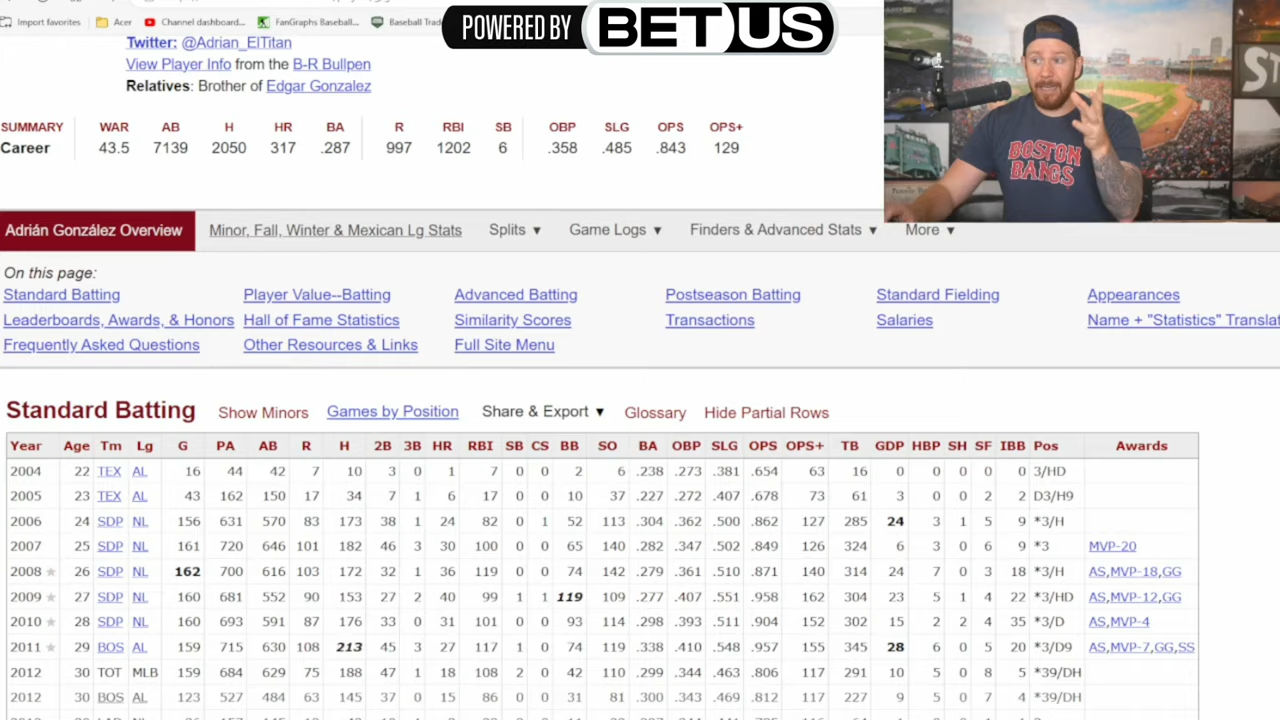 Import favorites Acer Channel dashboard... FanGraphs Baseball... Baseball
POWERED BY BETUS
Twitter: @Adrian_ElTitan
View Player Info from the B-R Bullpen
Relatives: Brother of Edgar Gonzalez
SUMMARY WAR AB H HR BA R RBI SB OBP SLG OPS OPS+
Career 43.5 7139 2050 317 .287 997 1202 6 .358 .485 .843 129
BOSTON
BANGS
Adrián González Overview Minor, Fall, Winter & Mexican Lg Stats Splits ▼ Game Logs ▼ Finders & Advanced Stats ▼ More ▼
On this page:
Standard Batting Player Value--Batting Advanced Batting Postseason Batting Standard Fielding Appearances
Leaderboards, Awards, & Honors Hall of Fame Statistics Similarity Scores Transactions Salaries Name + "Statistics" Translat
Frequently Asked Questions Other Resources & Links Full Site Menu
Standard Batting Show Minors Games by Position Share & Export ▼ Glossary Hide Partial Rows
Year Age Tm Lg G PA AB R H 2B 3B HR RBI SB CS BB SO BA OBP SLG OPS OPS+ TB GDP HBP SH SF IBB Pos Awards
2004 22 TEX AL 16 44 42 7 10 3 0 1 7 0 0 2 6 .238 .273 .381 .654 63 16 0 0 0 0 0 3/HD
2005 23 TEX AL 43 162 150 17 34 7 1 6 17 0 0 10 37 .227 .272 .407 .678 73 61 3 0 0 2 2 D3/H9
2006 24 SDP NL 156 631 570 83 173 38 1 24 82 0 1 52 113 .304 .362 .500 .862 127 285 24 3 1 5 9 *3/H
2007 25 SDP NL 161 720 646 101 182 46 3 30 100 0 0 65 140 .282 .347 .502 .849 126 324 6 3 0 6 9 *3 MVP-20
2008 ★ 26 SDP NL 162 700 616 103 172 32 1 36 119 0 0 74 142 .279 .361 .510 .871 140 314 24 7 0 3 18 *3/H AS,MVP-18,GG
2009 ★ 27 SDP NL 160 681 552 90 153 27 2 40 99 1 1 119 109 .277 .407 .551 .958 162 304 23 5 1 4 22 *3/HD AS,MVP-12,GG
2010 ★ 28 SDP NL 160 693 591 87 176 33 0 31 101 0 0 93 114 .298 .393 .511 .904 152 302 15 2 2 4 35 *3/D AS,MVP-4
2011 ★ 29 BOS AL 159 715 630 108 213 45 3 27 117 1 0 74 119 .338 .410 .548 .957 155 345 28 6 0 5 20 *3/D9 AS,MVP-7,GG,SS
2012 30 TOT MLB 159 684 629 75 188 47 1 18 108 2 0 42 110 .299 .344 .463 .806 117 291 10 5 0 8 5 *39/DH
2012 30 BOS AL 123 527 484 63 145 37 0 15 86 0 0 31 81 .300 .343 .469 .812 117 227 9 5 0 7 4 *39/DH